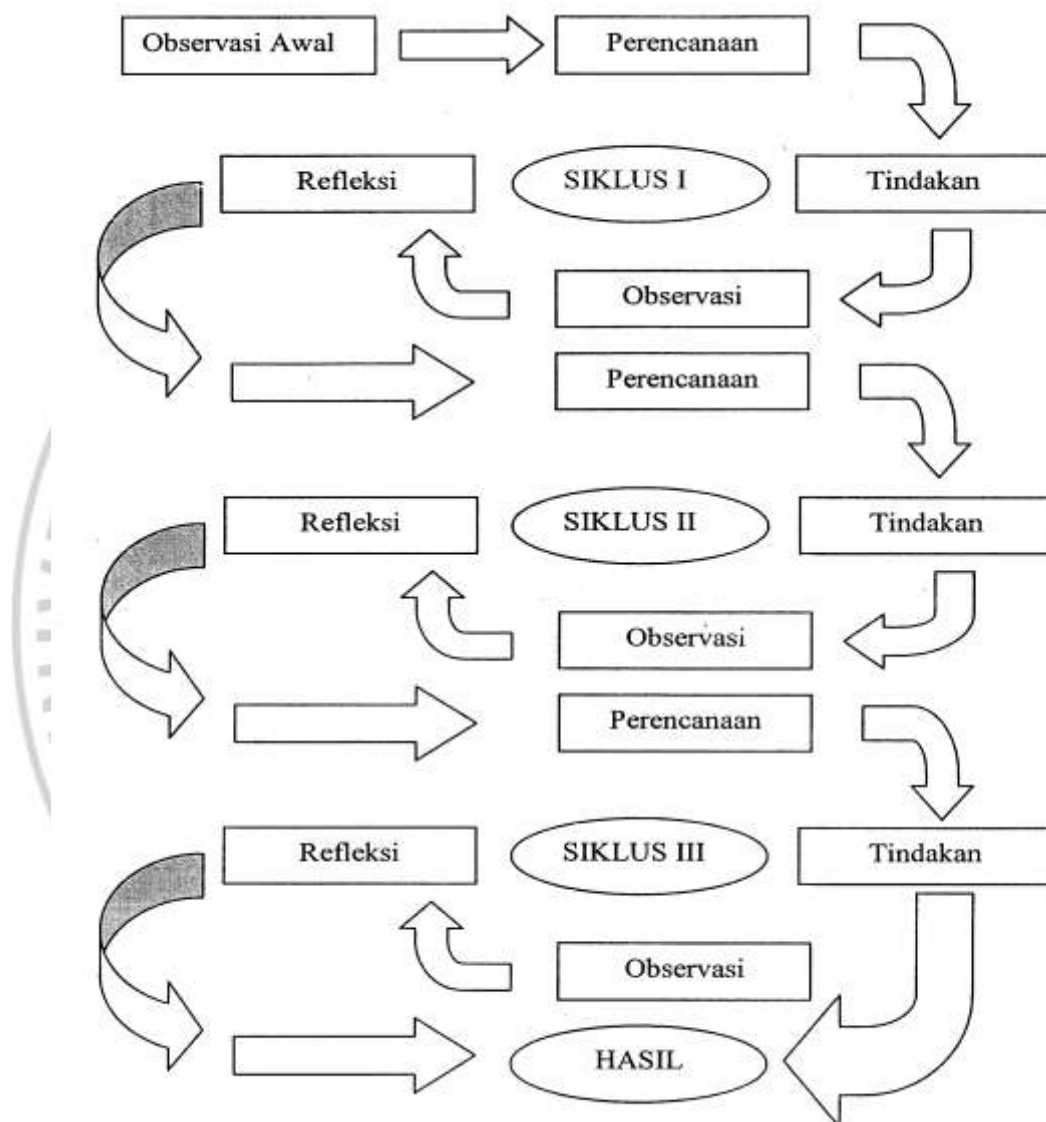 Observasi Awal
Perencanaan
Refleksi
SIKLUS I
Tindakan
Observasi
Perencanaan
Refleksi
SIKLUS II
Tindakan
Observasi
Perencanaan
Refleksi
SIKLUS III
Tindakan
Observasi
HASIL